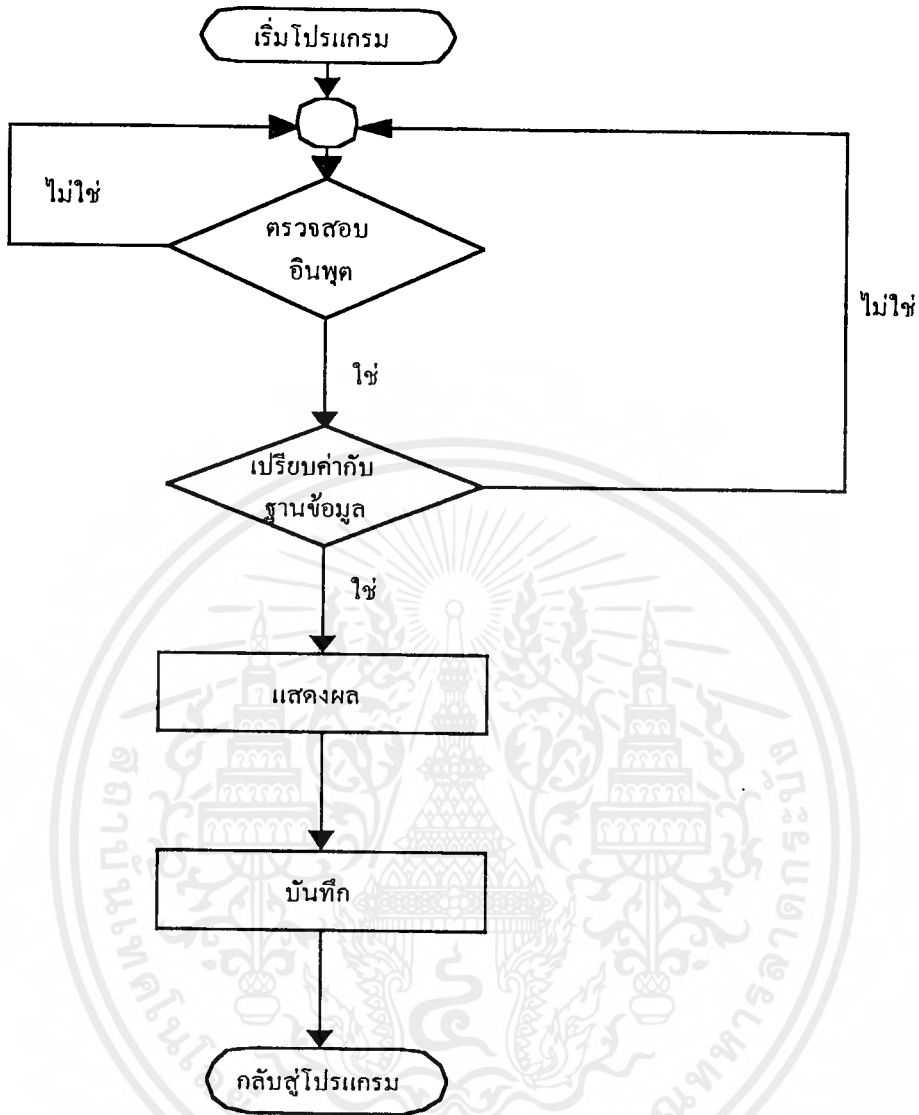 เริ่มโปรแกรม
ไม่ใช่
ตรวจสอบ
อินพุต
ไม่ใช่
ใช่
เปรียบค่ากับ
ฐานข้อมูล
ใช่
แสดงผล
บันทึก
กลับสู่โปรแกรม